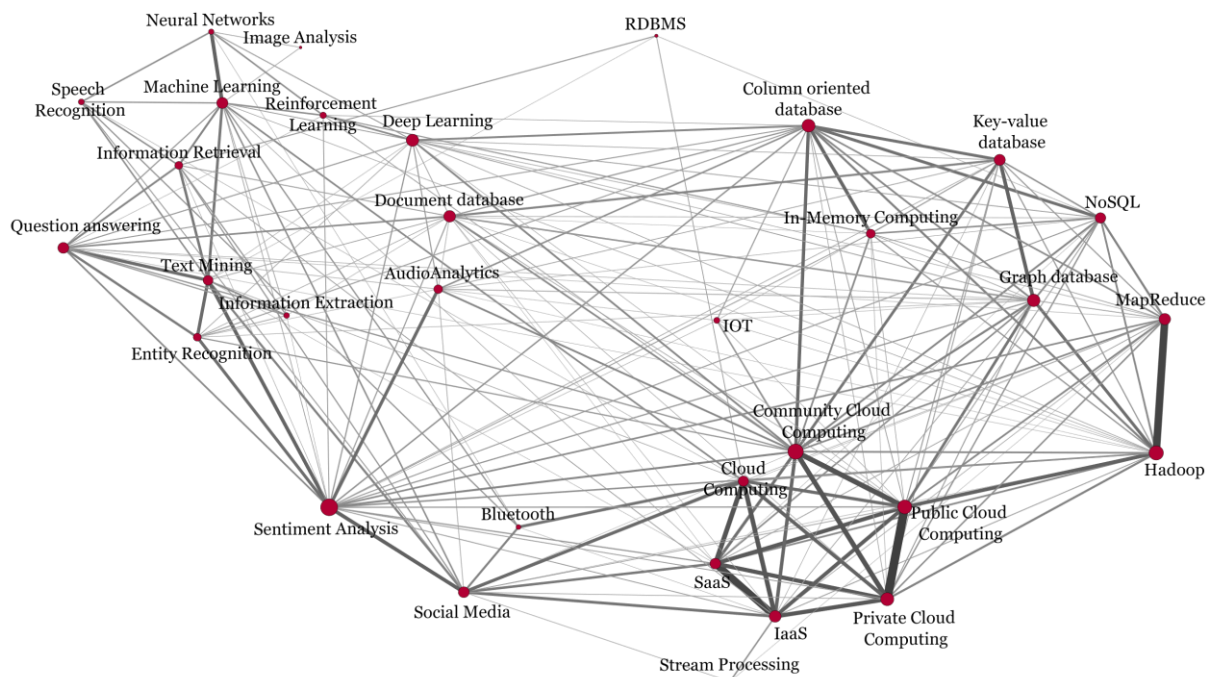 Neural Networks
Image Analysis
RDBMS
Speech
Recognition
Machine Learning
Reinforcement
Learning
Deep Learning
Column oriented
database
Key-value
database
Information Retrieval
Document database
In-Memory Computing
NoSQL
Question answering
Text Mining
AudioAnalytics
Graph database
MapReduce
Information Extraction
IOT
Entity Recognition
Community Cloud
Computing
Cloud
Computing
Hadoop
Sentiment Analysis
Bluetooth
Public Cloud
Computing
SaaS
Social Media
IaaS
Private Cloud
Computing
Stream Processing